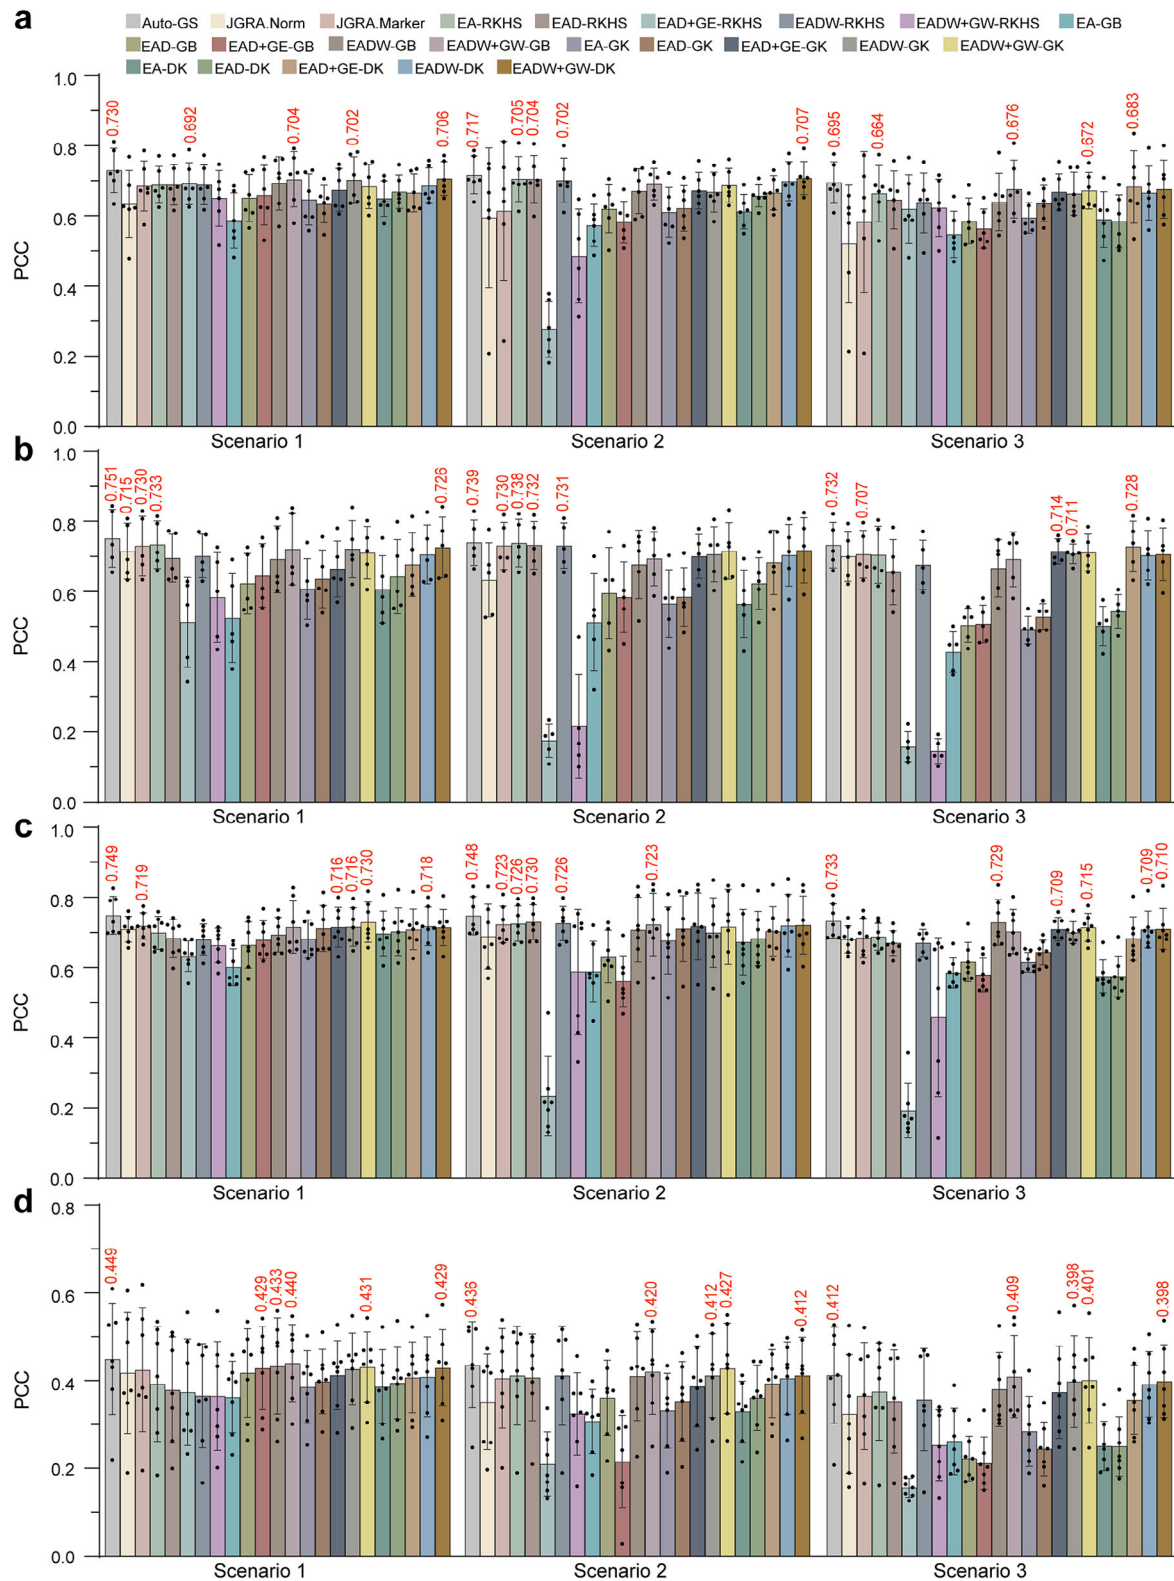 a
Auto-GS JGRA.Norm JGRA.Marker EA-RKHS EAD-RKHS EAD+GE-RKHS EADW-RKHS EADW+GW-RKHS EA-GB
EAD-GB EAD+GE-GB EADW-GB EADW+GW-GB EA-GK EAD-GK EAD+GE-GK EADW-GK EADW+GW-GK
EA-DK EAD-DK EAD+GE-DK EADW-DK EADW+GW-DK
1.0
0.8
0.6
0.4
0.2
0.0
PCC
0.730 0.692 0.704 0.702 0.706
0.717 0.705 0.704 0.702 0.707
0.695 0.664 0.676 0.672 0.683
Scenario 1 Scenario 2 Scenario 3
b
1.0
0.8
0.6
0.4
0.2
0.0
PCC
0.751 0.715 0.730 0.733 0.726
0.739 0.730 0.738 0.732 0.731
0.732 0.707 0.714 0.711 0.728
Scenario 1 Scenario 2 Scenario 3
c
1.0
0.8
0.6
0.4
0.2
0.0
PCC
0.749 0.719 0.716 0.716 0.730 0.718
0.748 0.723 0.726 0.730 0.726 0.723
0.733 0.729 0.709 0.715 0.709 0.710
Scenario 1 Scenario 2 Scenario 3
d
0.8
0.6
0.4
0.2
0.0
PCC
0.449 0.429 0.433 0.440 0.431 0.429
0.436 0.420 0.412 0.427 0.412
0.412 0.409 0.398 0.401 0.398
Scenario 1 Scenario 2 Scenario 3